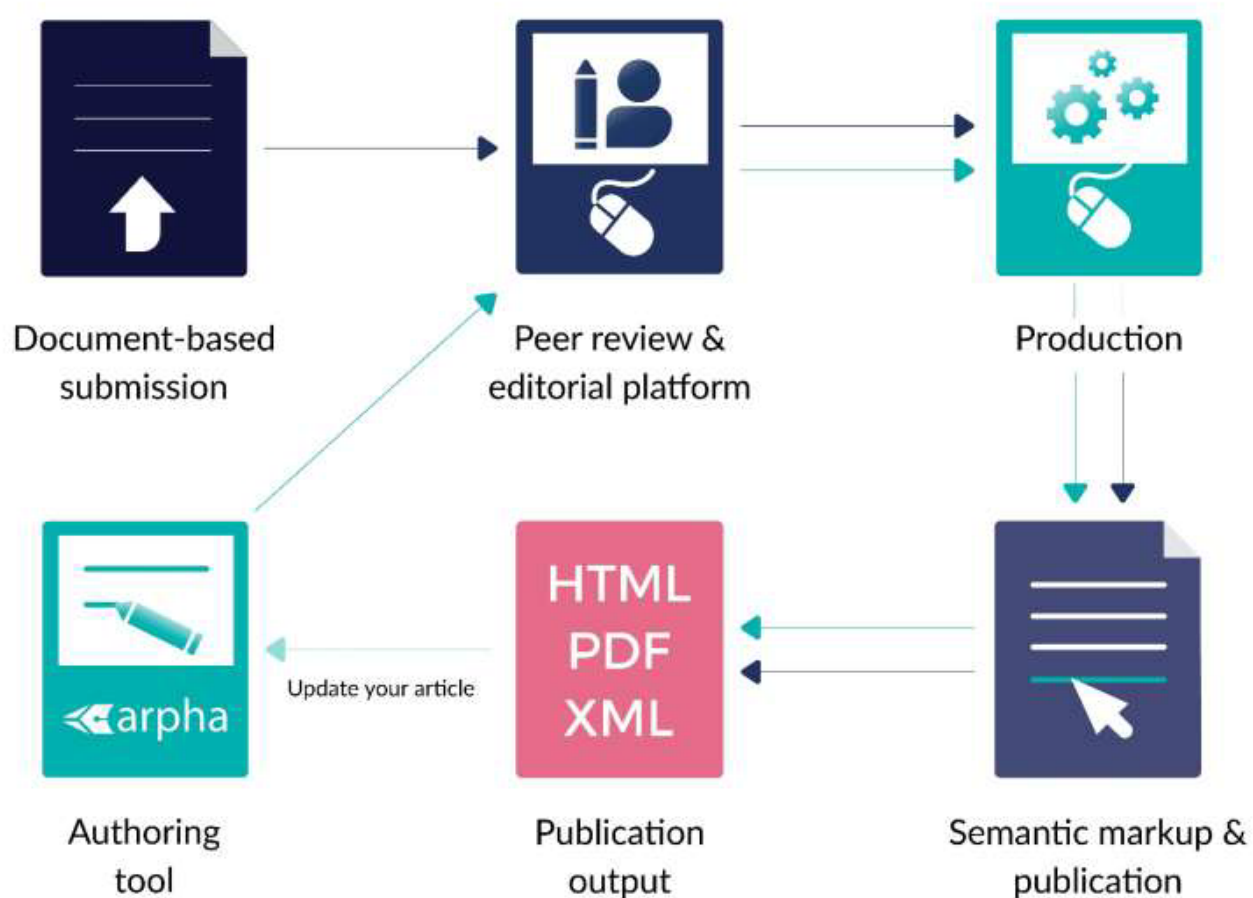 Document-based
submission
Peer review &
editorial platform
Production
HTML
PDF
XML
Update your article
arpha
Authoring
tool
Publication
output
Semantic markup &
publication